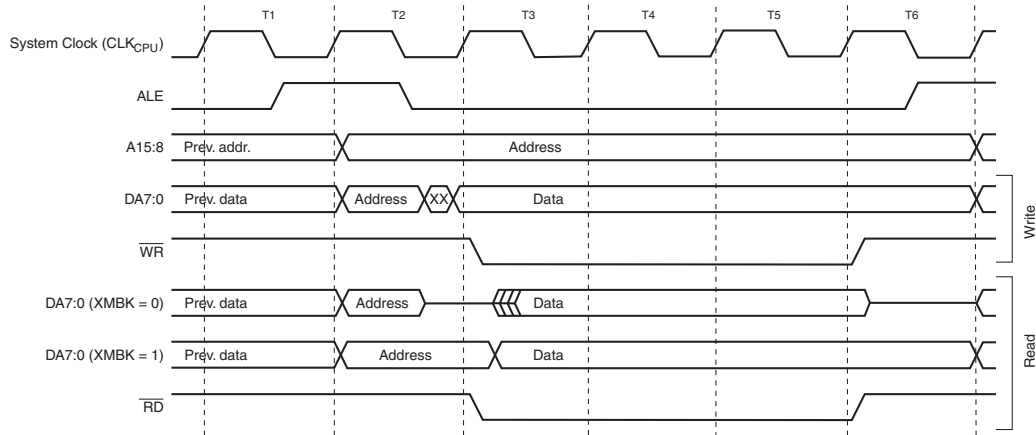 T1 T2 T3 T4 T5 T6
System Clock (CLKCPU)
ALE
A15:8 Prev. addr. Address
DA7:0 Prev. data Address XX Data
WR
Write
DA7:0 (XMBK = 0) Prev. data Address Data
DA7:0 (XMBK = 1) Prev. data Address Data
RD
Read